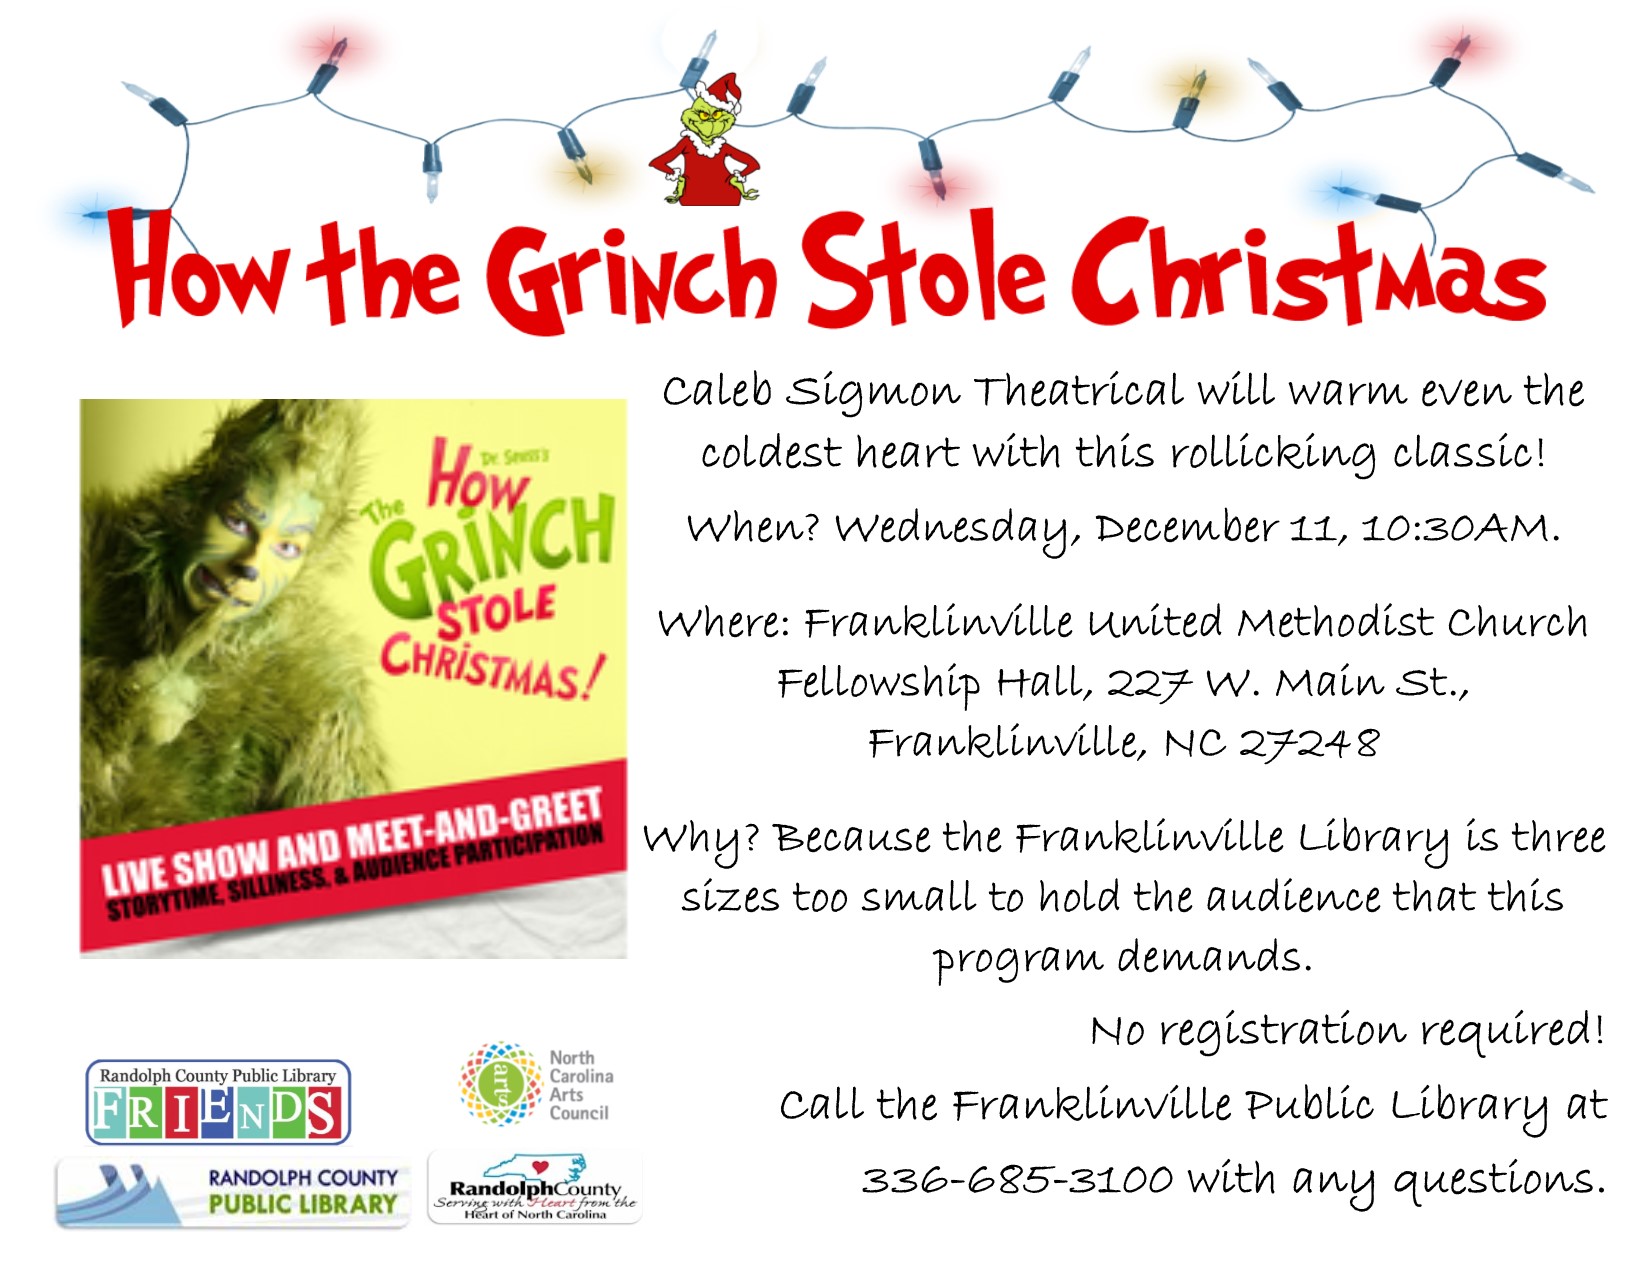 How the Grinch Stole Christmas
Caleb Sigmon Theatrical will warm even the
coldest heart with this rollicking classic!
When? Wednesday, December 11, 10:30AM.
Where: Franklinville United Methodist Church
Fellowship Hall, 227 W. Main St.,
Franklinville, NC 27248
Why? Because the Franklinville Library is three
sizes too small to hold the audience that this
program demands.
No registration required!
Call the Franklinville Public Library at
336-685-3100 with any questions.
Dr. Seuss's
How
The
GRiNCH
STOLE
CHRiSTMAS!
LIVE SHOW AND MEET-AND-GREET
STORYTIME, SILLINESS, & AUDIENCE PARTICIPATION
Randolph County Public Library
FRIENDS
arts
North
Carolina
Arts
Council
RANDOLPH COUNTY
PUBLIC LIBRARY
RandolphCounty
Serving with Heart from the
Heart of North Carolina